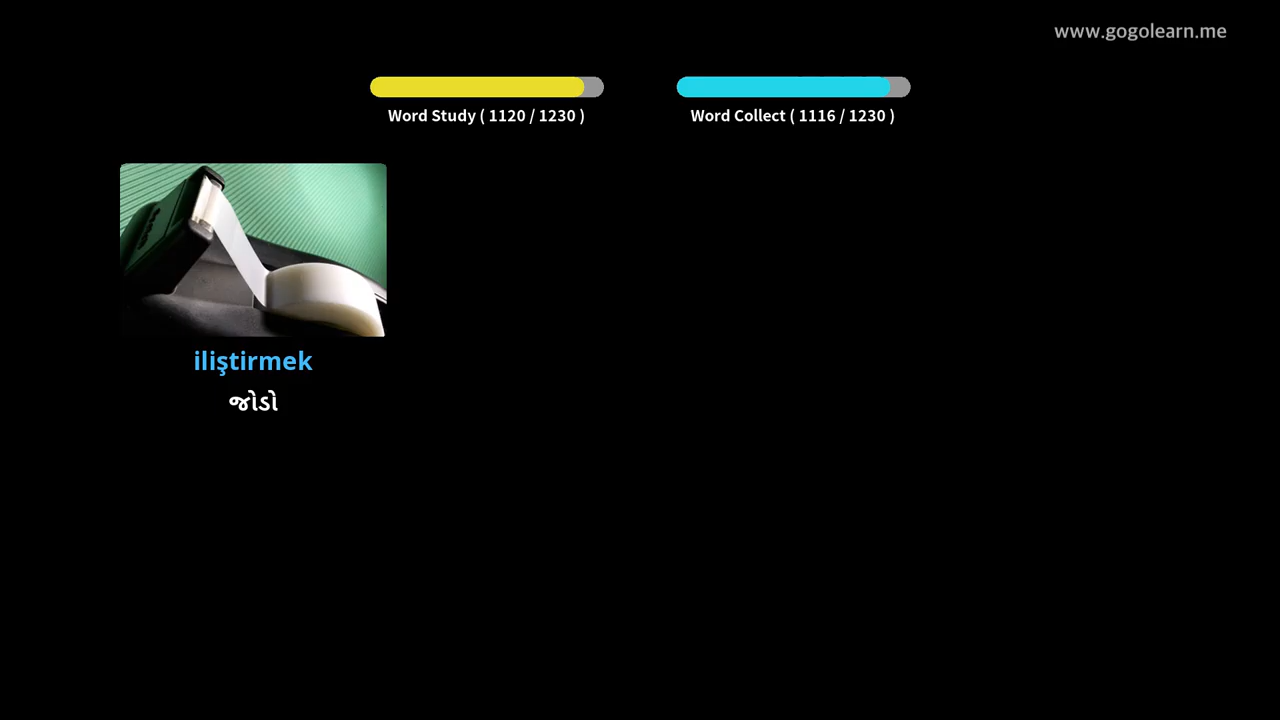 www.gogolearn.me
Word Study ( 1120 / 1230 )
Word Collect ( 1116 / 1230 )
iliştirmek
જોડો